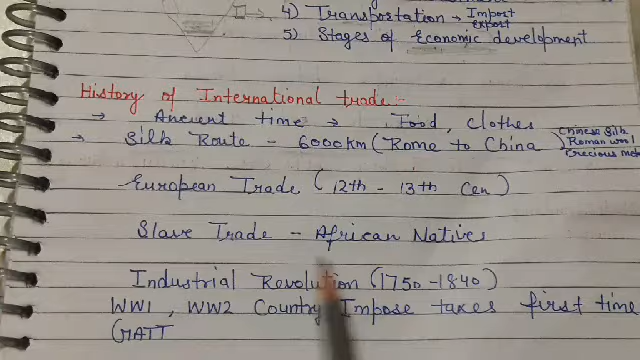 4) Transportation → Import
export
5) Stages of Economic development
History of International trade:-
→ Ancient time → Food, clothes
→ Silk Route - 6000km (Rome to China) Chinese Silk
Roman wool
European Trade (12th - 13th Cen)
Slave Trade - African Natives
Industrial Revolution (1750-1840)
WW1, WW2 Country Impose taxes first time
GATT